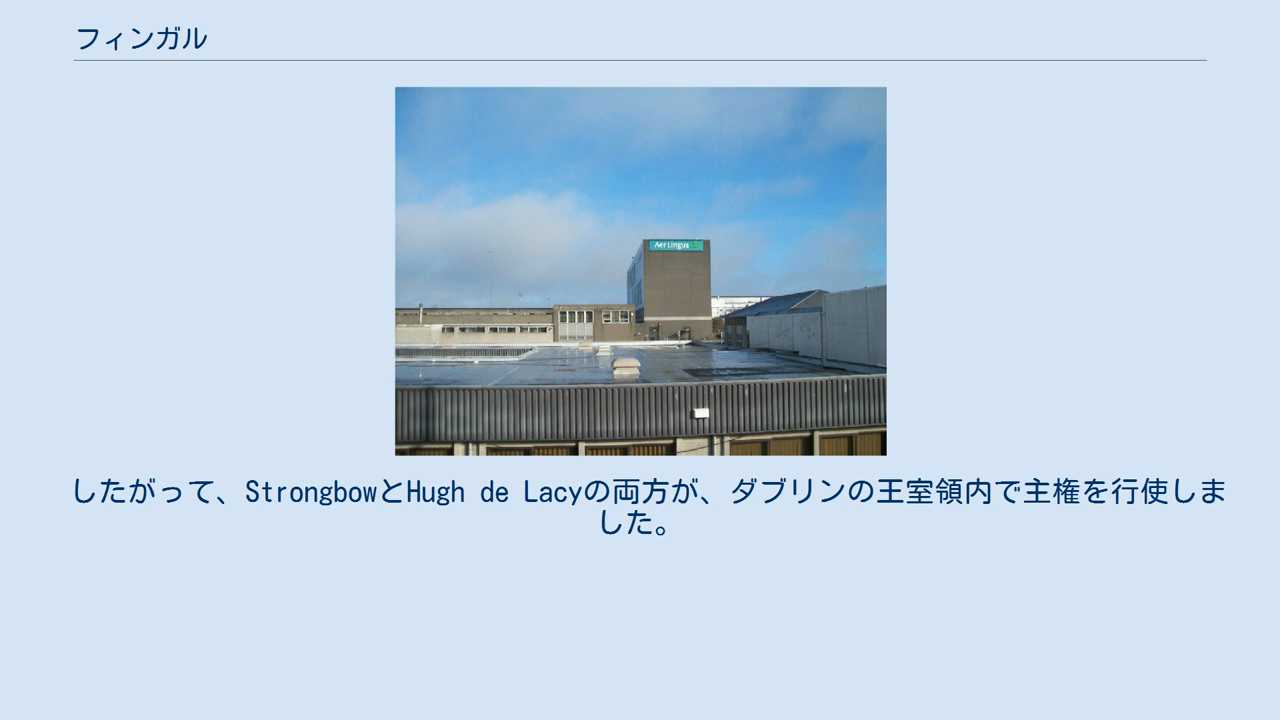 フィンガル
Aer Lingus
したがって、StrongbowとHugh de Lacyの両方が、ダブリンの王室領内で主権を行使しま
した。